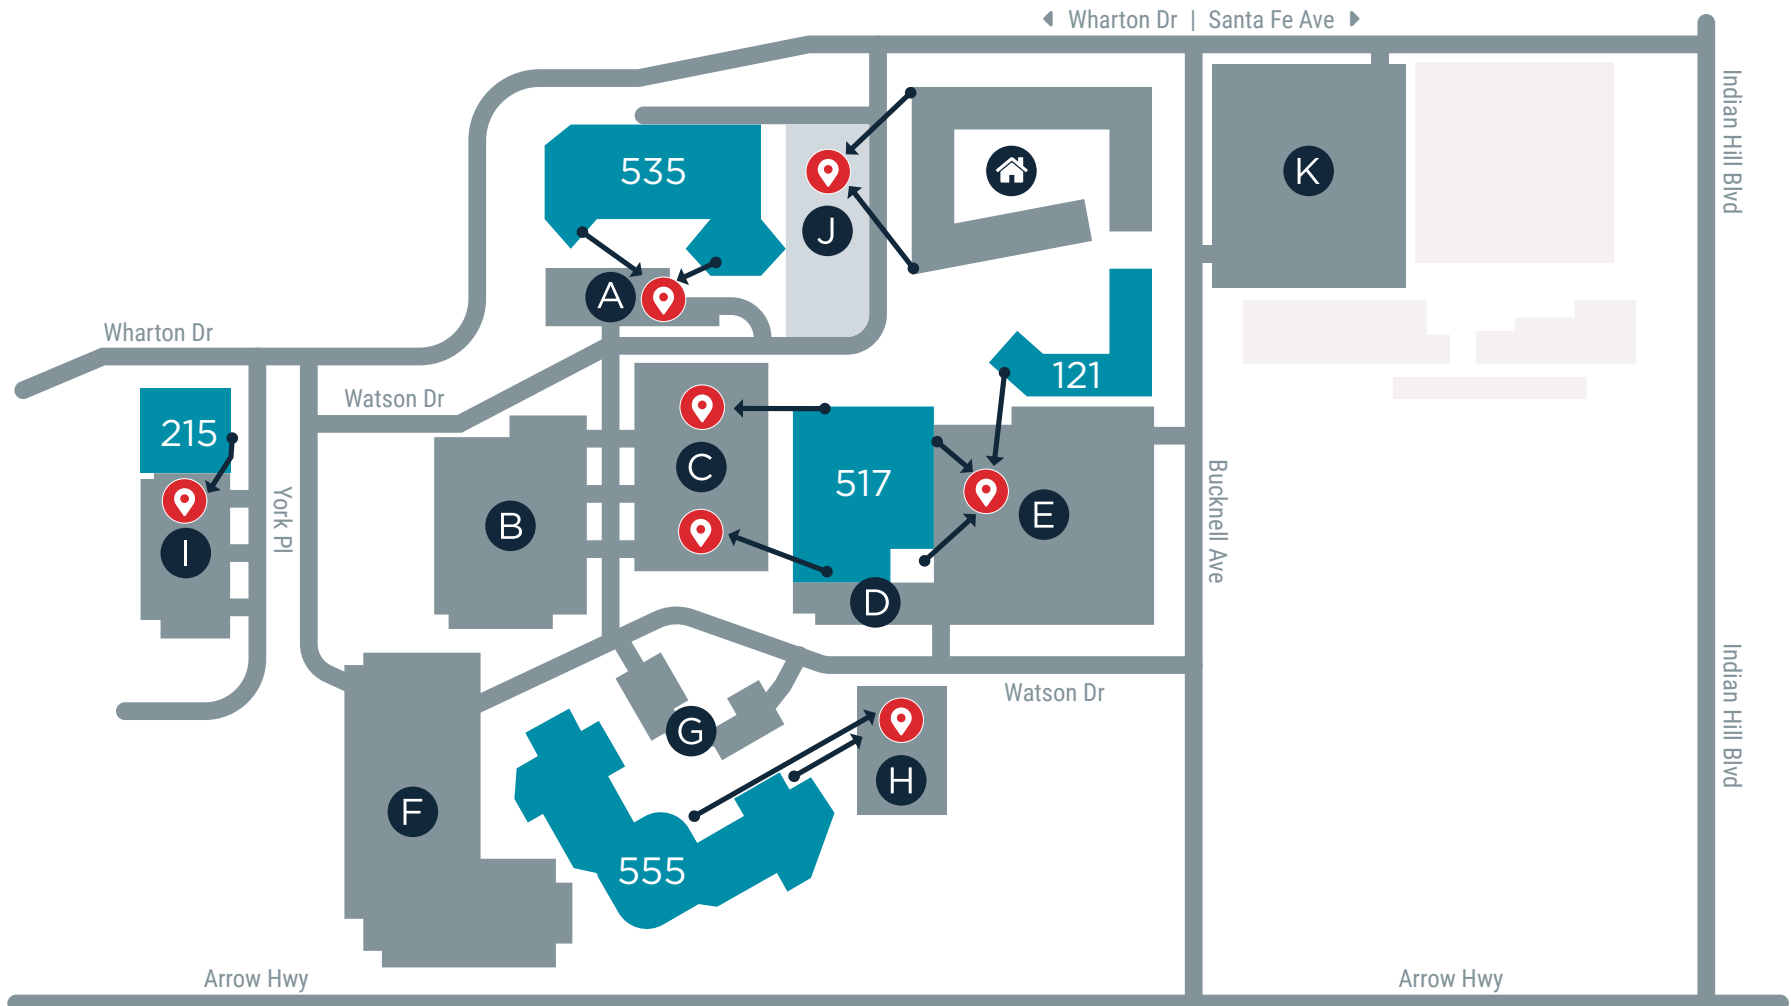 Wharton Dr | Santa Fe Ave
Indian Hill Blvd
535
K
J
A
Wharton Dr
121
Watson Dr
215
C
517
Bucknell Ave
York Pl
B
E
I
D
Indian Hill Blvd
Watson Dr
G
H
F
555
Arrow Hwy
Arrow Hwy